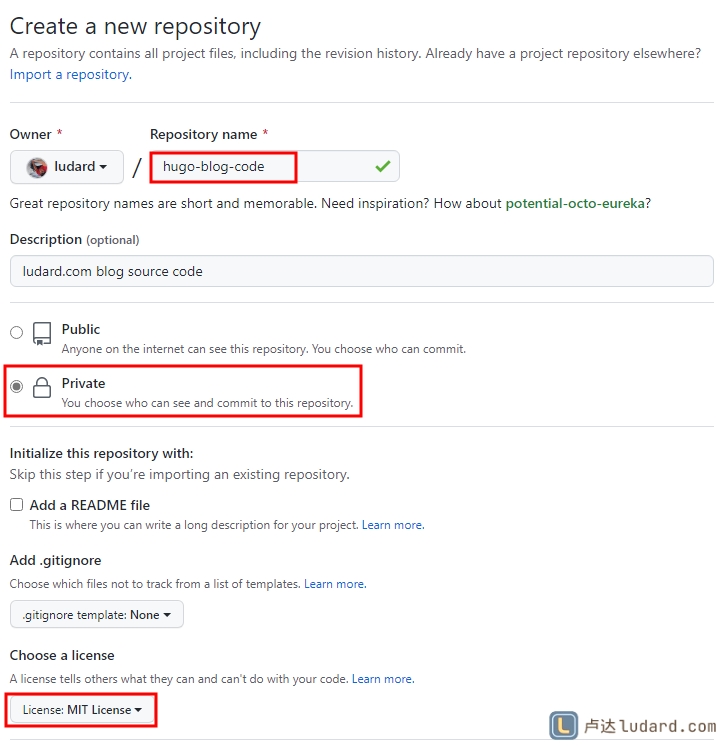 Create a new repository
A repository contains all project files, including the revision history. Already have a project repository elsewhere?
Import a repository.
Owner * Repository name *
ludard / hugo-blog-code
Great repository names are short and memorable. Need inspiration? How about potential-octo-eureka?
Description (optional)
ludard.com blog source code
Public
Anyone on the internet can see this repository. You choose who can commit.
Private
You choose who can see and commit to this repository.
Initialize this repository with:
Skip this step if you're importing an existing repository.
Add a README file
This is where you can write a long description for your project. Learn more.
Add .gitignore
Choose which files not to track from a list of templates. Learn more.
.gitignore template: None
Choose a license
A license tells others what they can and can't do with your code. Learn more.
License: MIT License
L 卢达ludard.com